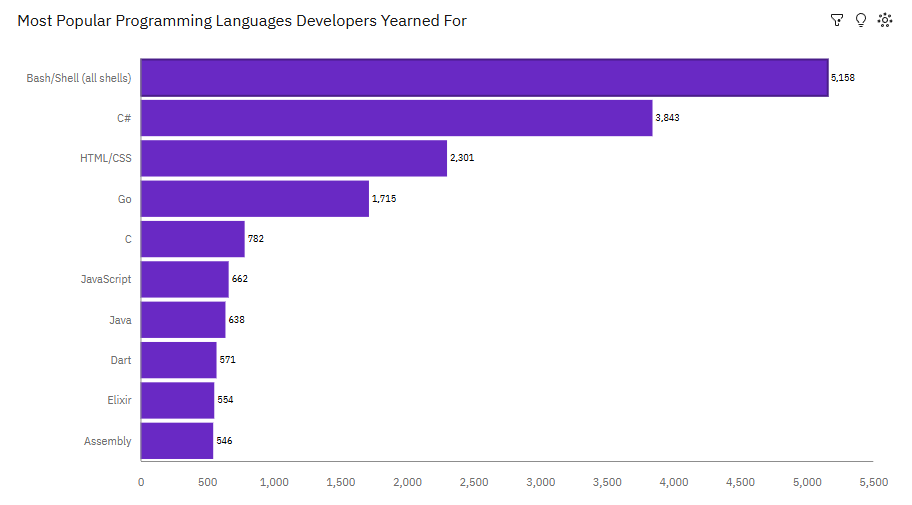 Most Popular Programming Languages Developers Yearned For
Bash/Shell (all shells) 5,158
C# 3,843
HTML/CSS 2,301
Go 1,715
C 782
JavaScript 662
Java 638
Dart 571
Elixir 554
Assembly 546
0 500 1,000 1,500 2,000 2,500 3,000 3,500 4,000 4,500 5,000 5,500